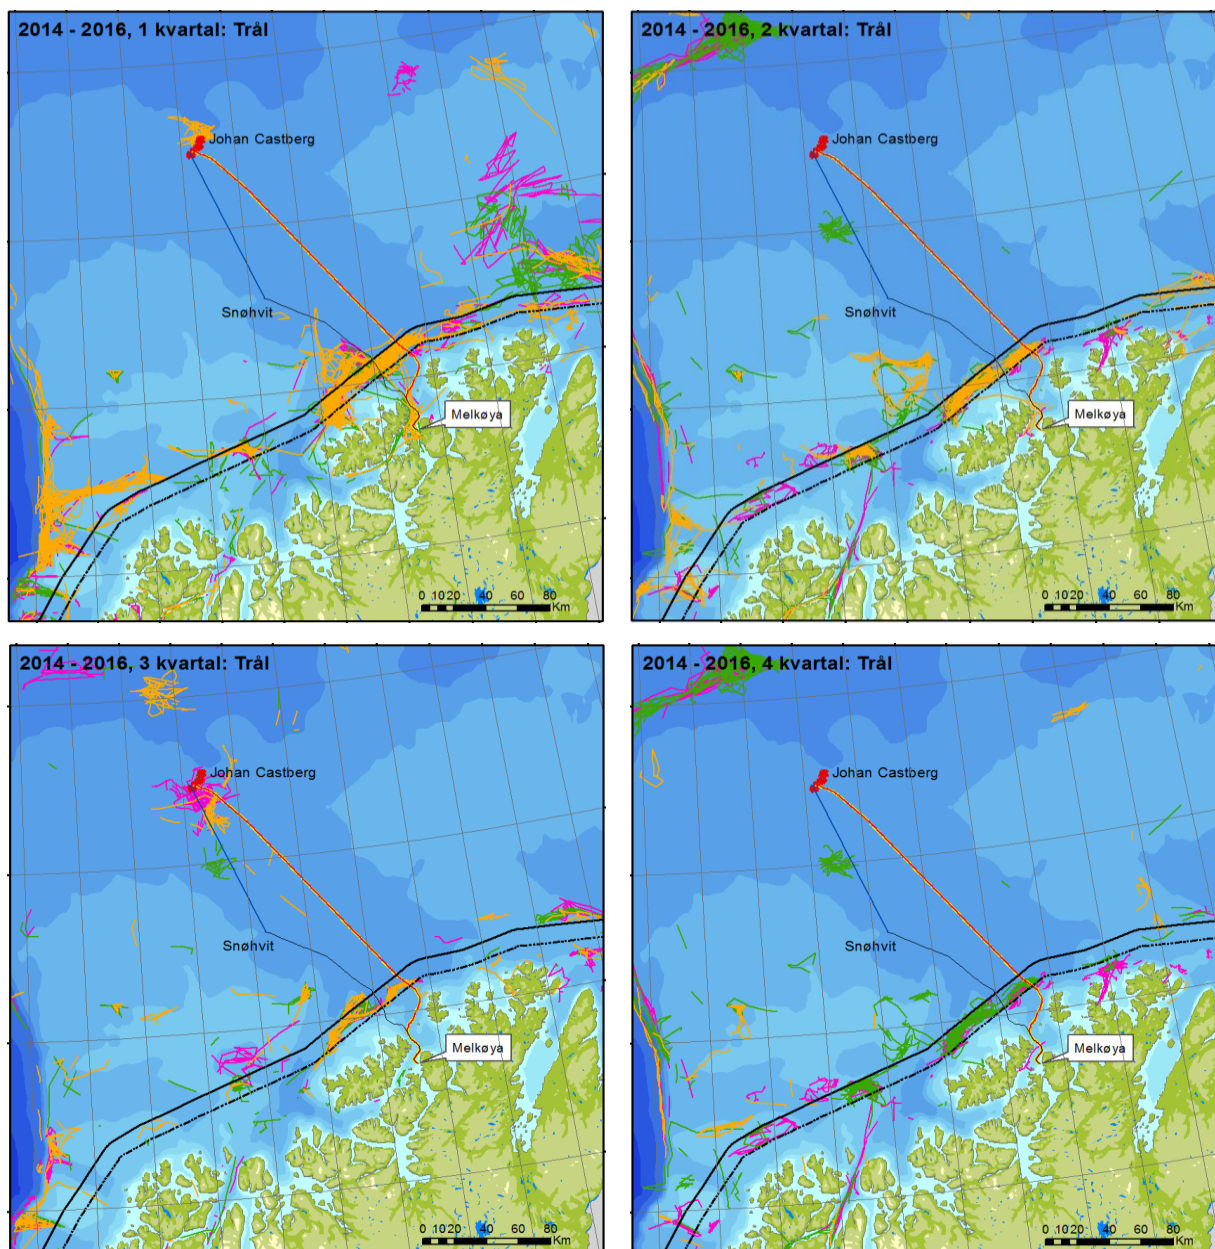 2014 - 2016, 1 kvartal: Trål
Johan Castberg
Snøhvit
Melkøya
0 10 20 40 60 80
Km
2014 - 2016, 2 kvartal: Trål
Johan Castberg
Snøhvit
Melkøya
0 10 20 40 60 80
Km
2014 - 2016, 3 kvartal: Trål
Johan Castberg
Snøhvit
Melkøya
0 10 20 40 60 80
Km
2014 - 2016, 4 kvartal: Trål
Johan Castberg
Snøhvit
Melkøya
0 10 20 40 60 80
Km